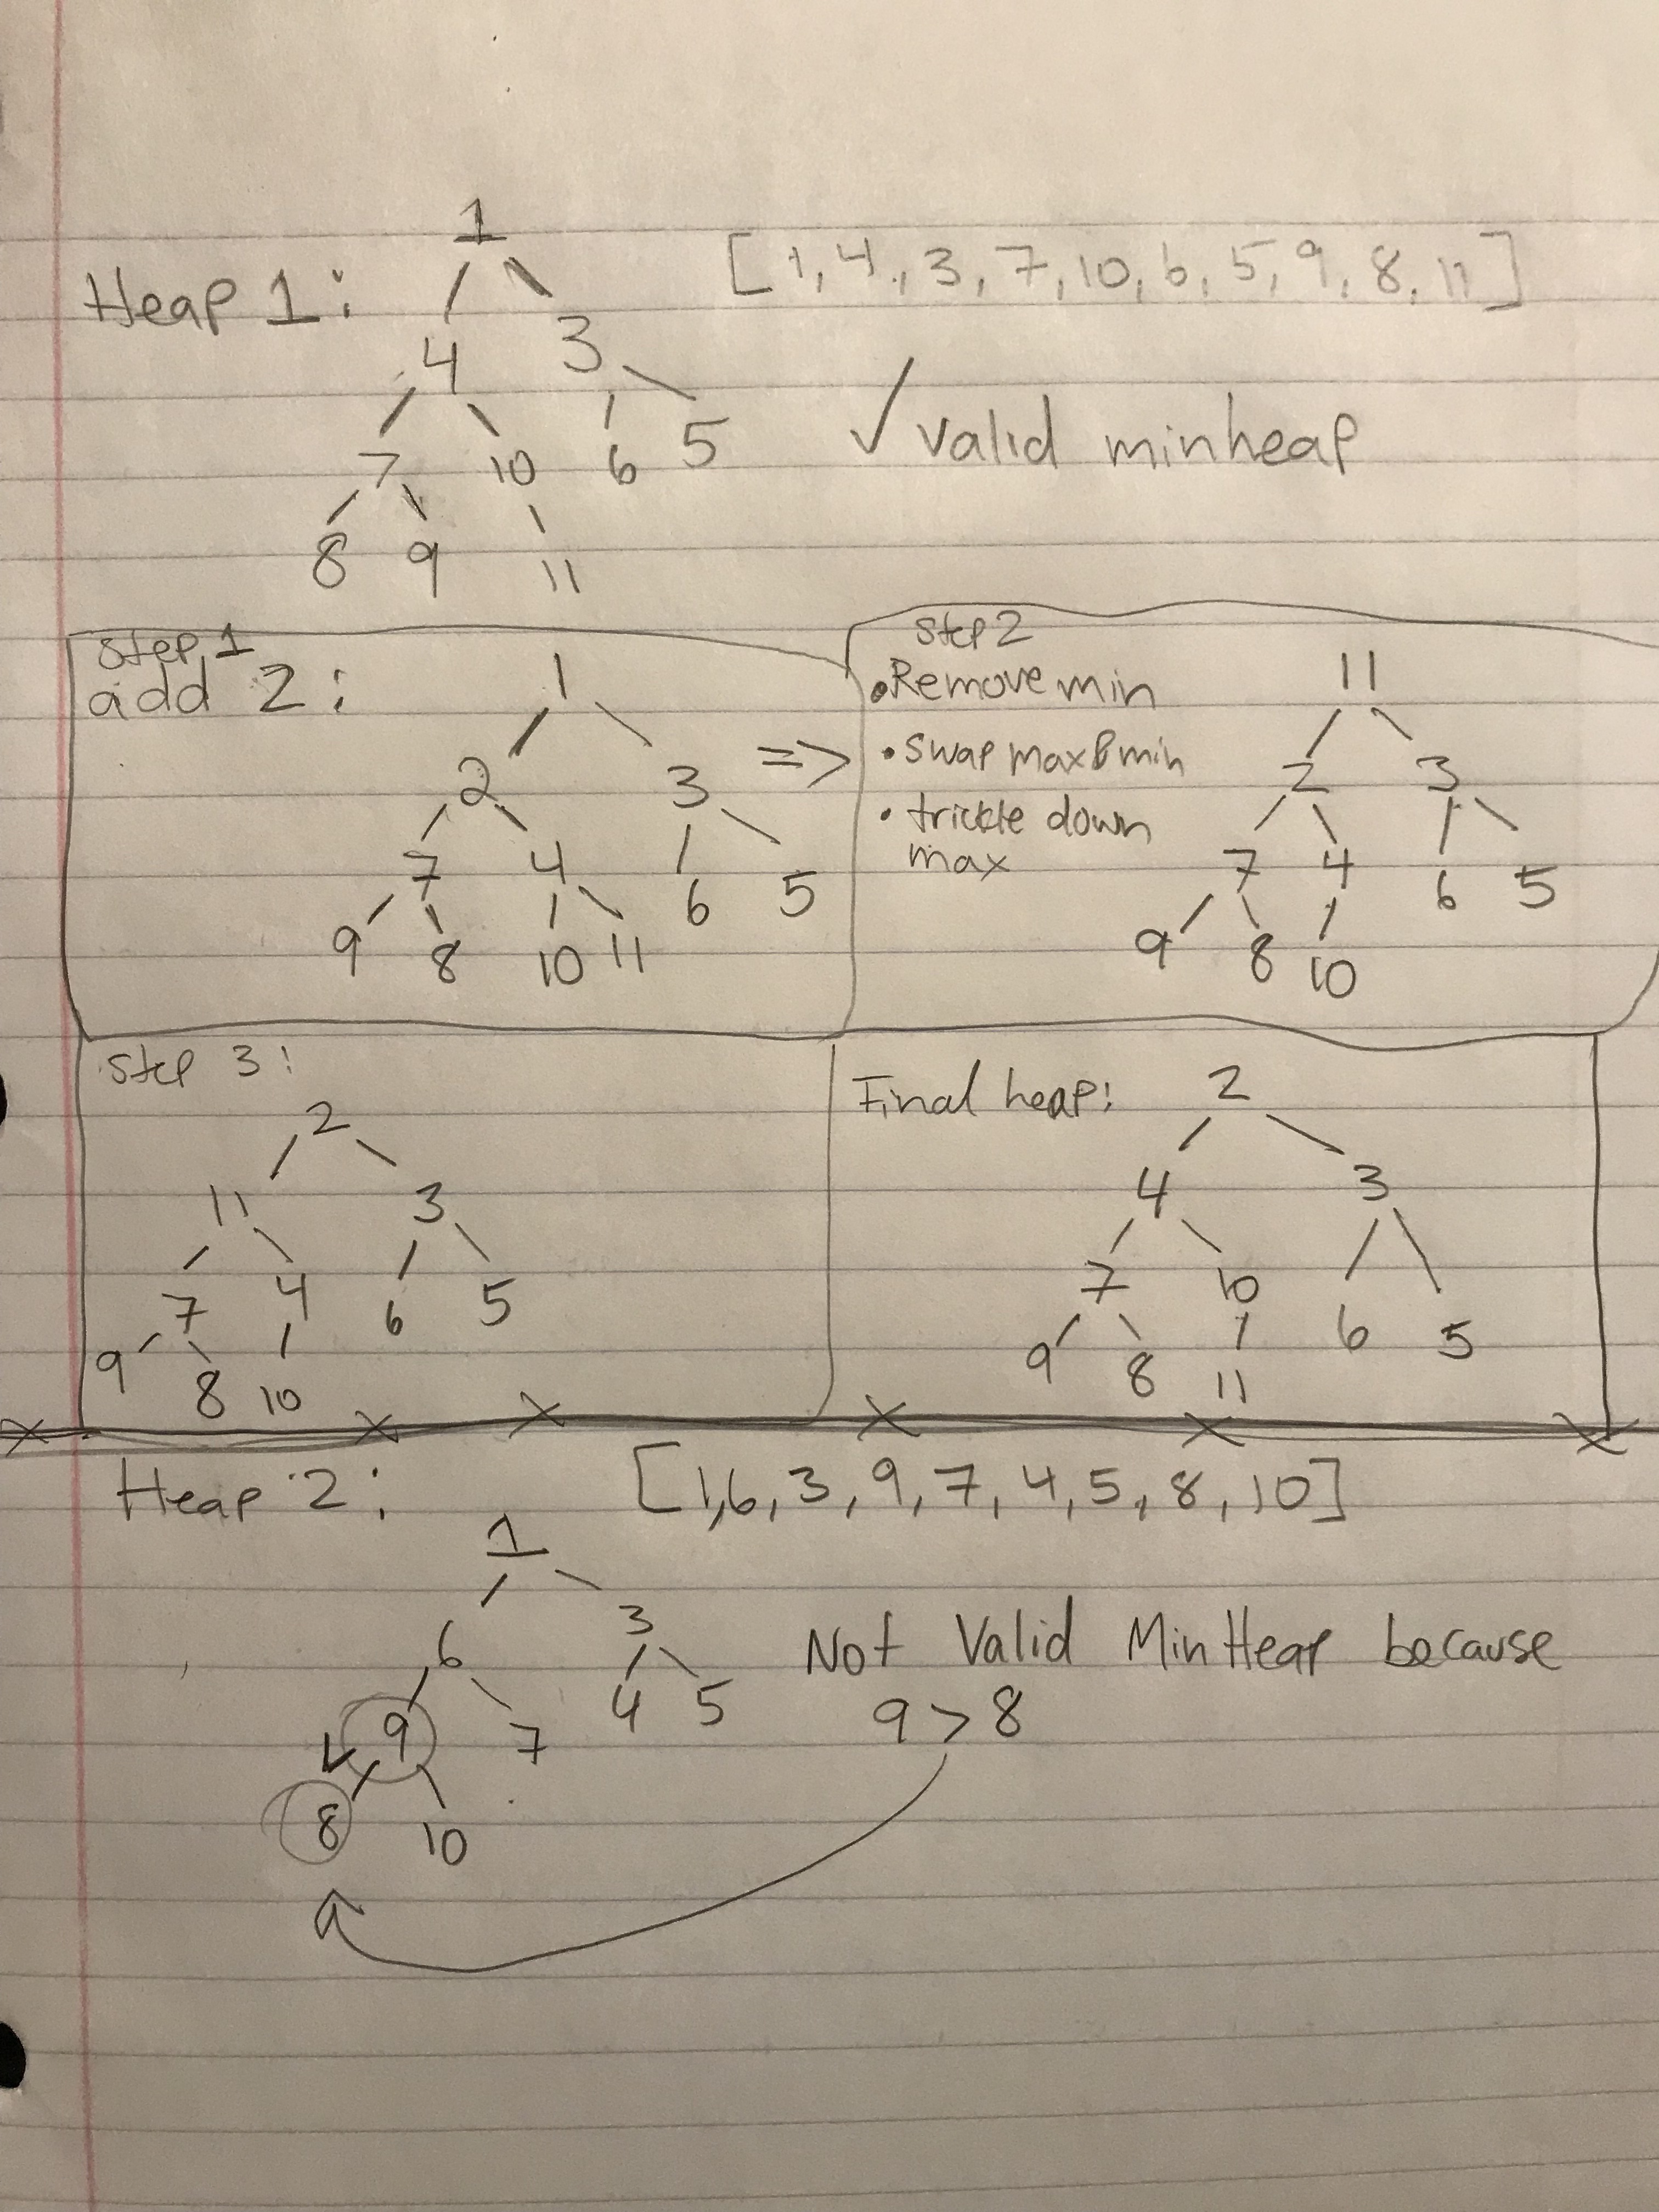 Heap 1:
[1, 4, 3, 7, 10, 6, 5, 9, 8, 11]
1
4 3
7 10 6 5
8 9 11
✓ valid minheap
step 1
add 2:
1
2 3
7 4 6 5
9 8 10 11
=>
step 2
• Remove min
• swap max & min
• trickle down
max
11
2 3
7 4 6 5
9 8 10
step 3:
2
11 3
7 4 6 5
9 8 10
Final heap:
2
4 3
7 10 6 5
9 8 11
Heap 2:
[1, 6, 3, 9, 7, 4, 5, 8, 10]
1
6 3
9 7 4 5
8 10
Not Valid Min Heap because
9 > 8